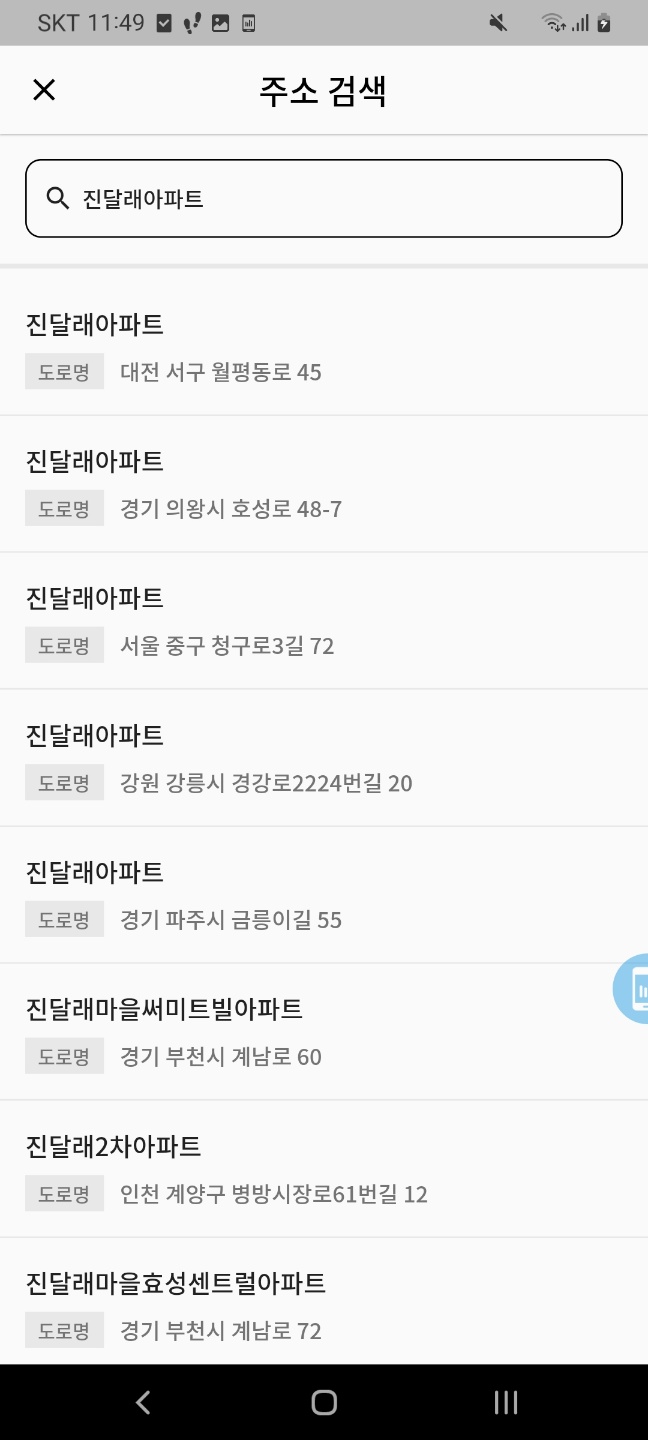 SKT 11:49
주소 검색
진달래아파트
진달래아파트
도로명 대전 서구 월평동로 45
진달래아파트
도로명 경기 의왕시 호성로 48-7
진달래아파트
도로명 서울 중구 청구로3길 72
진달래아파트
도로명 강원 강릉시 경강로2224번길 20
진달래아파트
도로명 경기 파주시 금릉이길 55
진달래마을써미트빌아파트
도로명 경기 부천시 계남로 60
진달래2차아파트
도로명 인천 계양구 병방시장로61번길 12
진달래마을효성센트럴아파트
도로명 경기 부천시 계남로 72